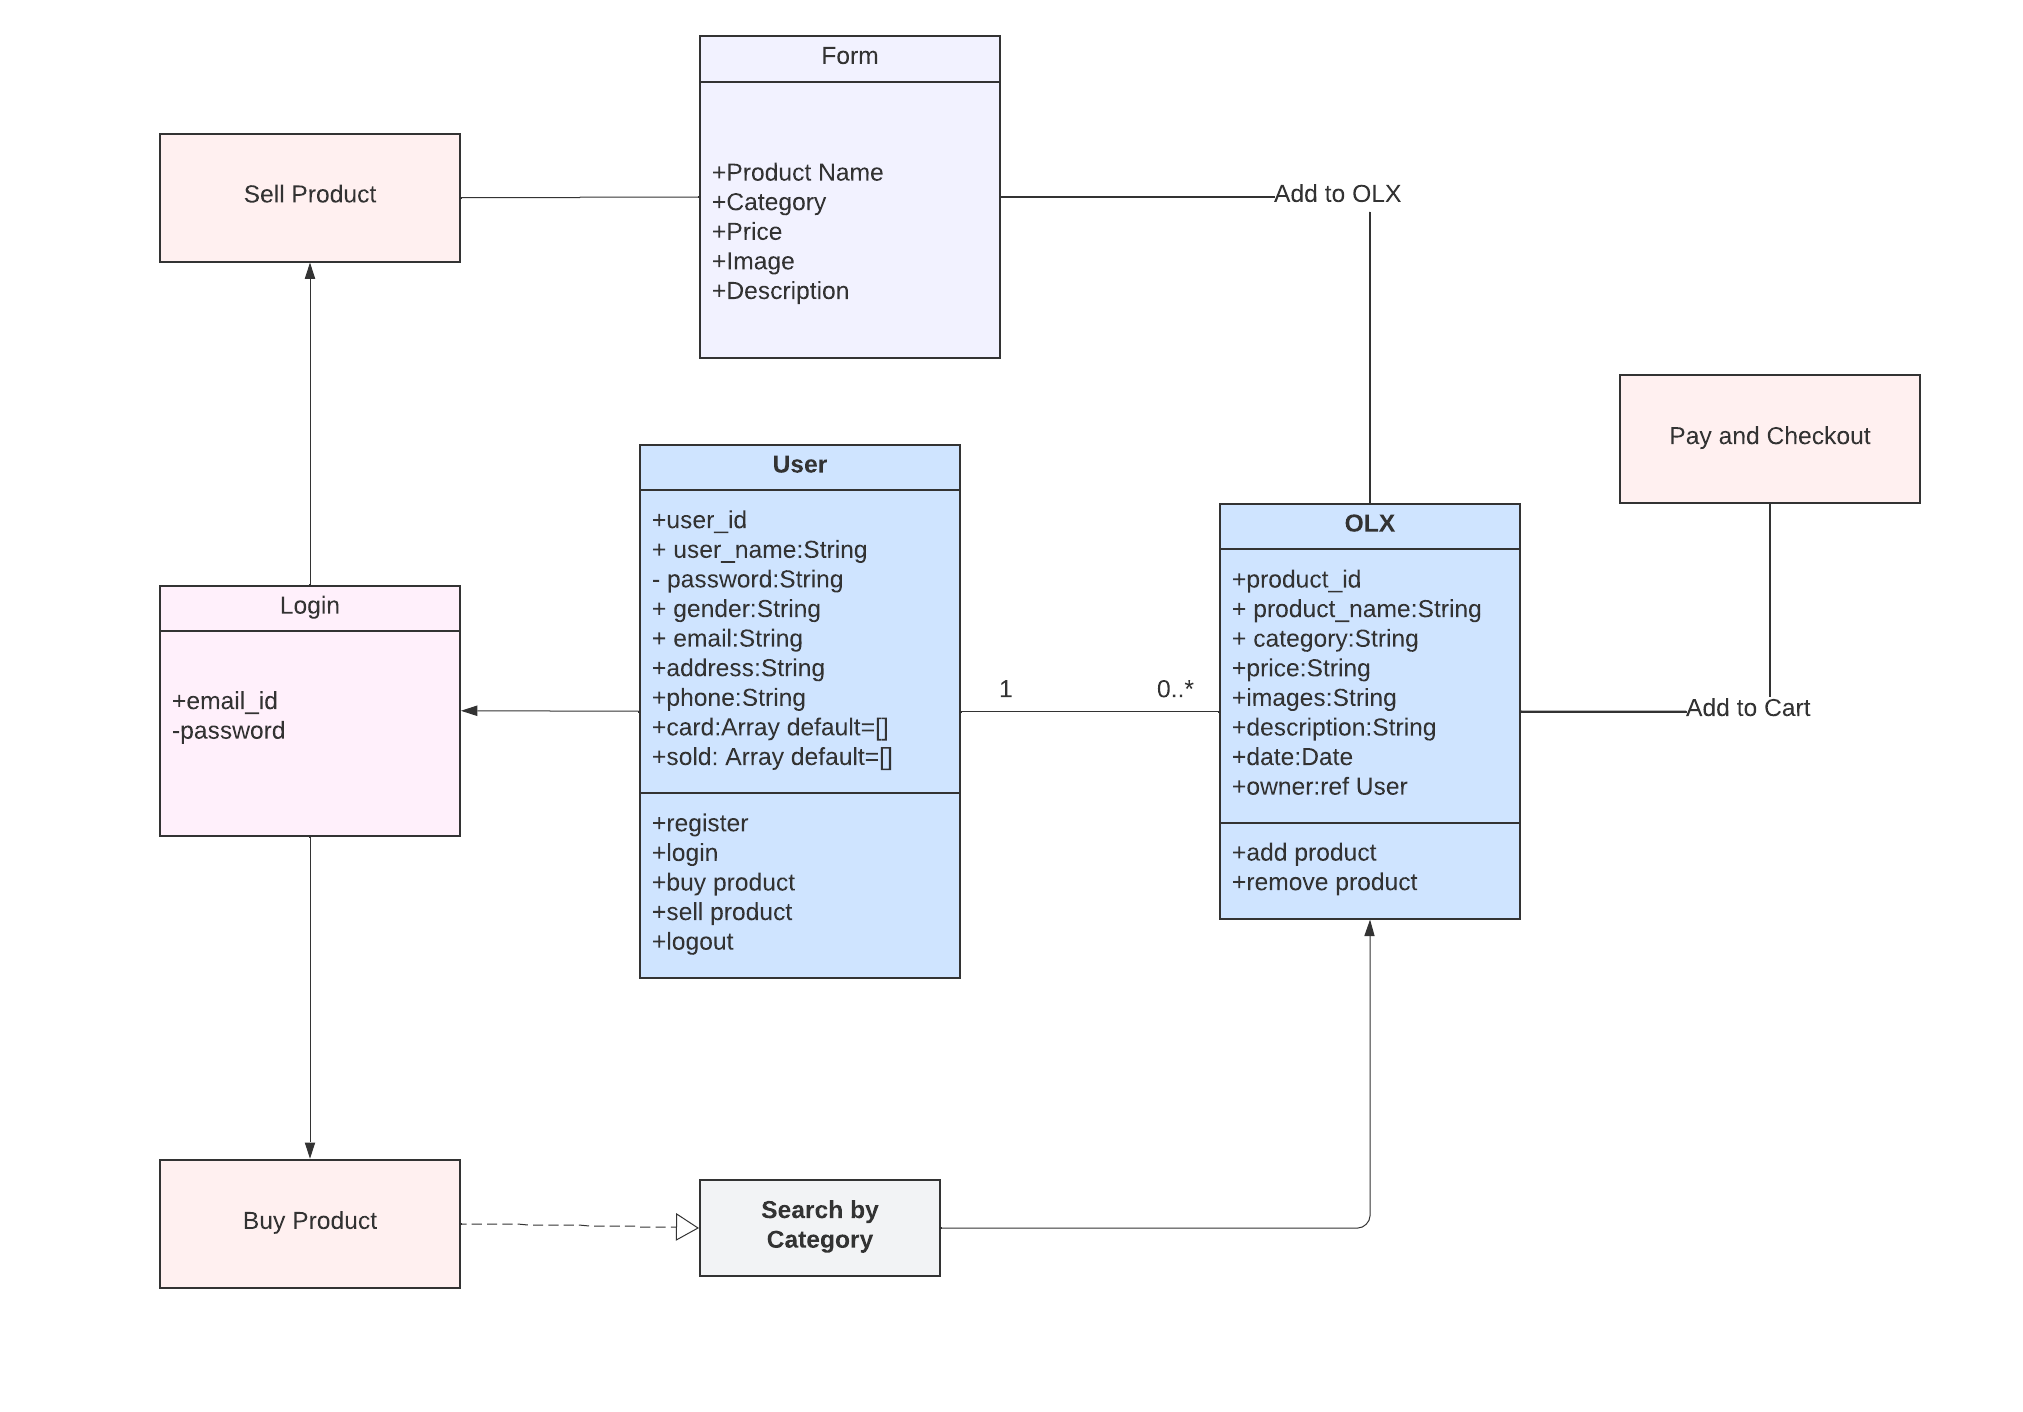 Form
+Product Name
+Category
+Price
+Image
+Description
Sell Product
Add to OLX
Pay and Checkout
User
+user_id
+ user_name:String
- password:String
+ gender:String
+ email:String
+address:String
+phone:String
+card:Array default=[]
+sold: Array default=[]
+register
+login
+buy product
+sell product
+logout
1
0..*
OLX
+product_id
+ product_name:String
+ category:String
+price:String
+images:String
+description:String
+date:Date
+owner:ref User
+add product
+remove product
Add to Cart
Login
+email_id
-password
Buy Product
Search by
Category